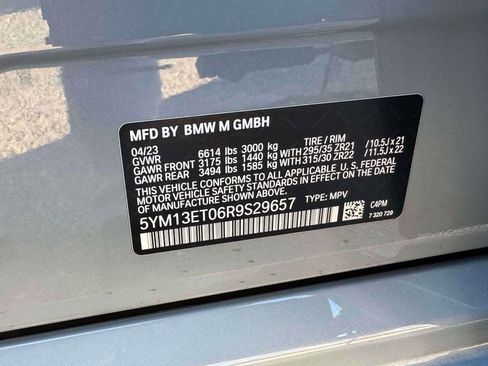 MFD BY BMW M GMBH
04/23 TIRE / RIM
GVWR 6614 lbs 3000 kg
GAWR FRONT 3175 lbs 1440 kg WITH 295/35 ZR21 /10.5J x 21
GAWR REAR 3494 lbs 1585 kg WITH 315/30 ZR22 /11.5J x 22
THIS VEHICLE CONFORMS TO ALL APPLICABLE U.S. FEDERAL
MOTOR VEHICLE SAFETY STANDARDS IN EFFECT ON THE
DATE OF MANUFACTURE SHOWN ABOVE.
5YM13ET06R9S29657 TYPE: MPV
C4PM
7 320 729